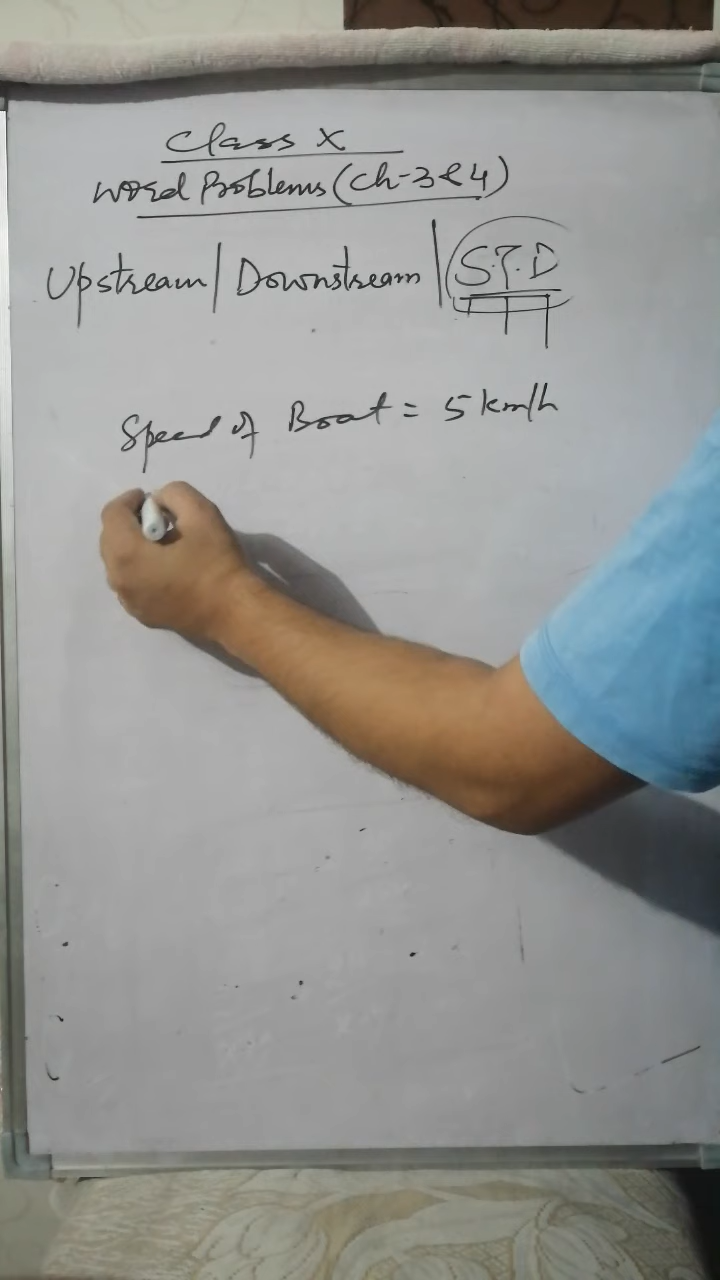 Class X
Word Problems (Ch-3&4)
Upstream | Downstream | S.T.D
Speed of Boat = 5 km/h